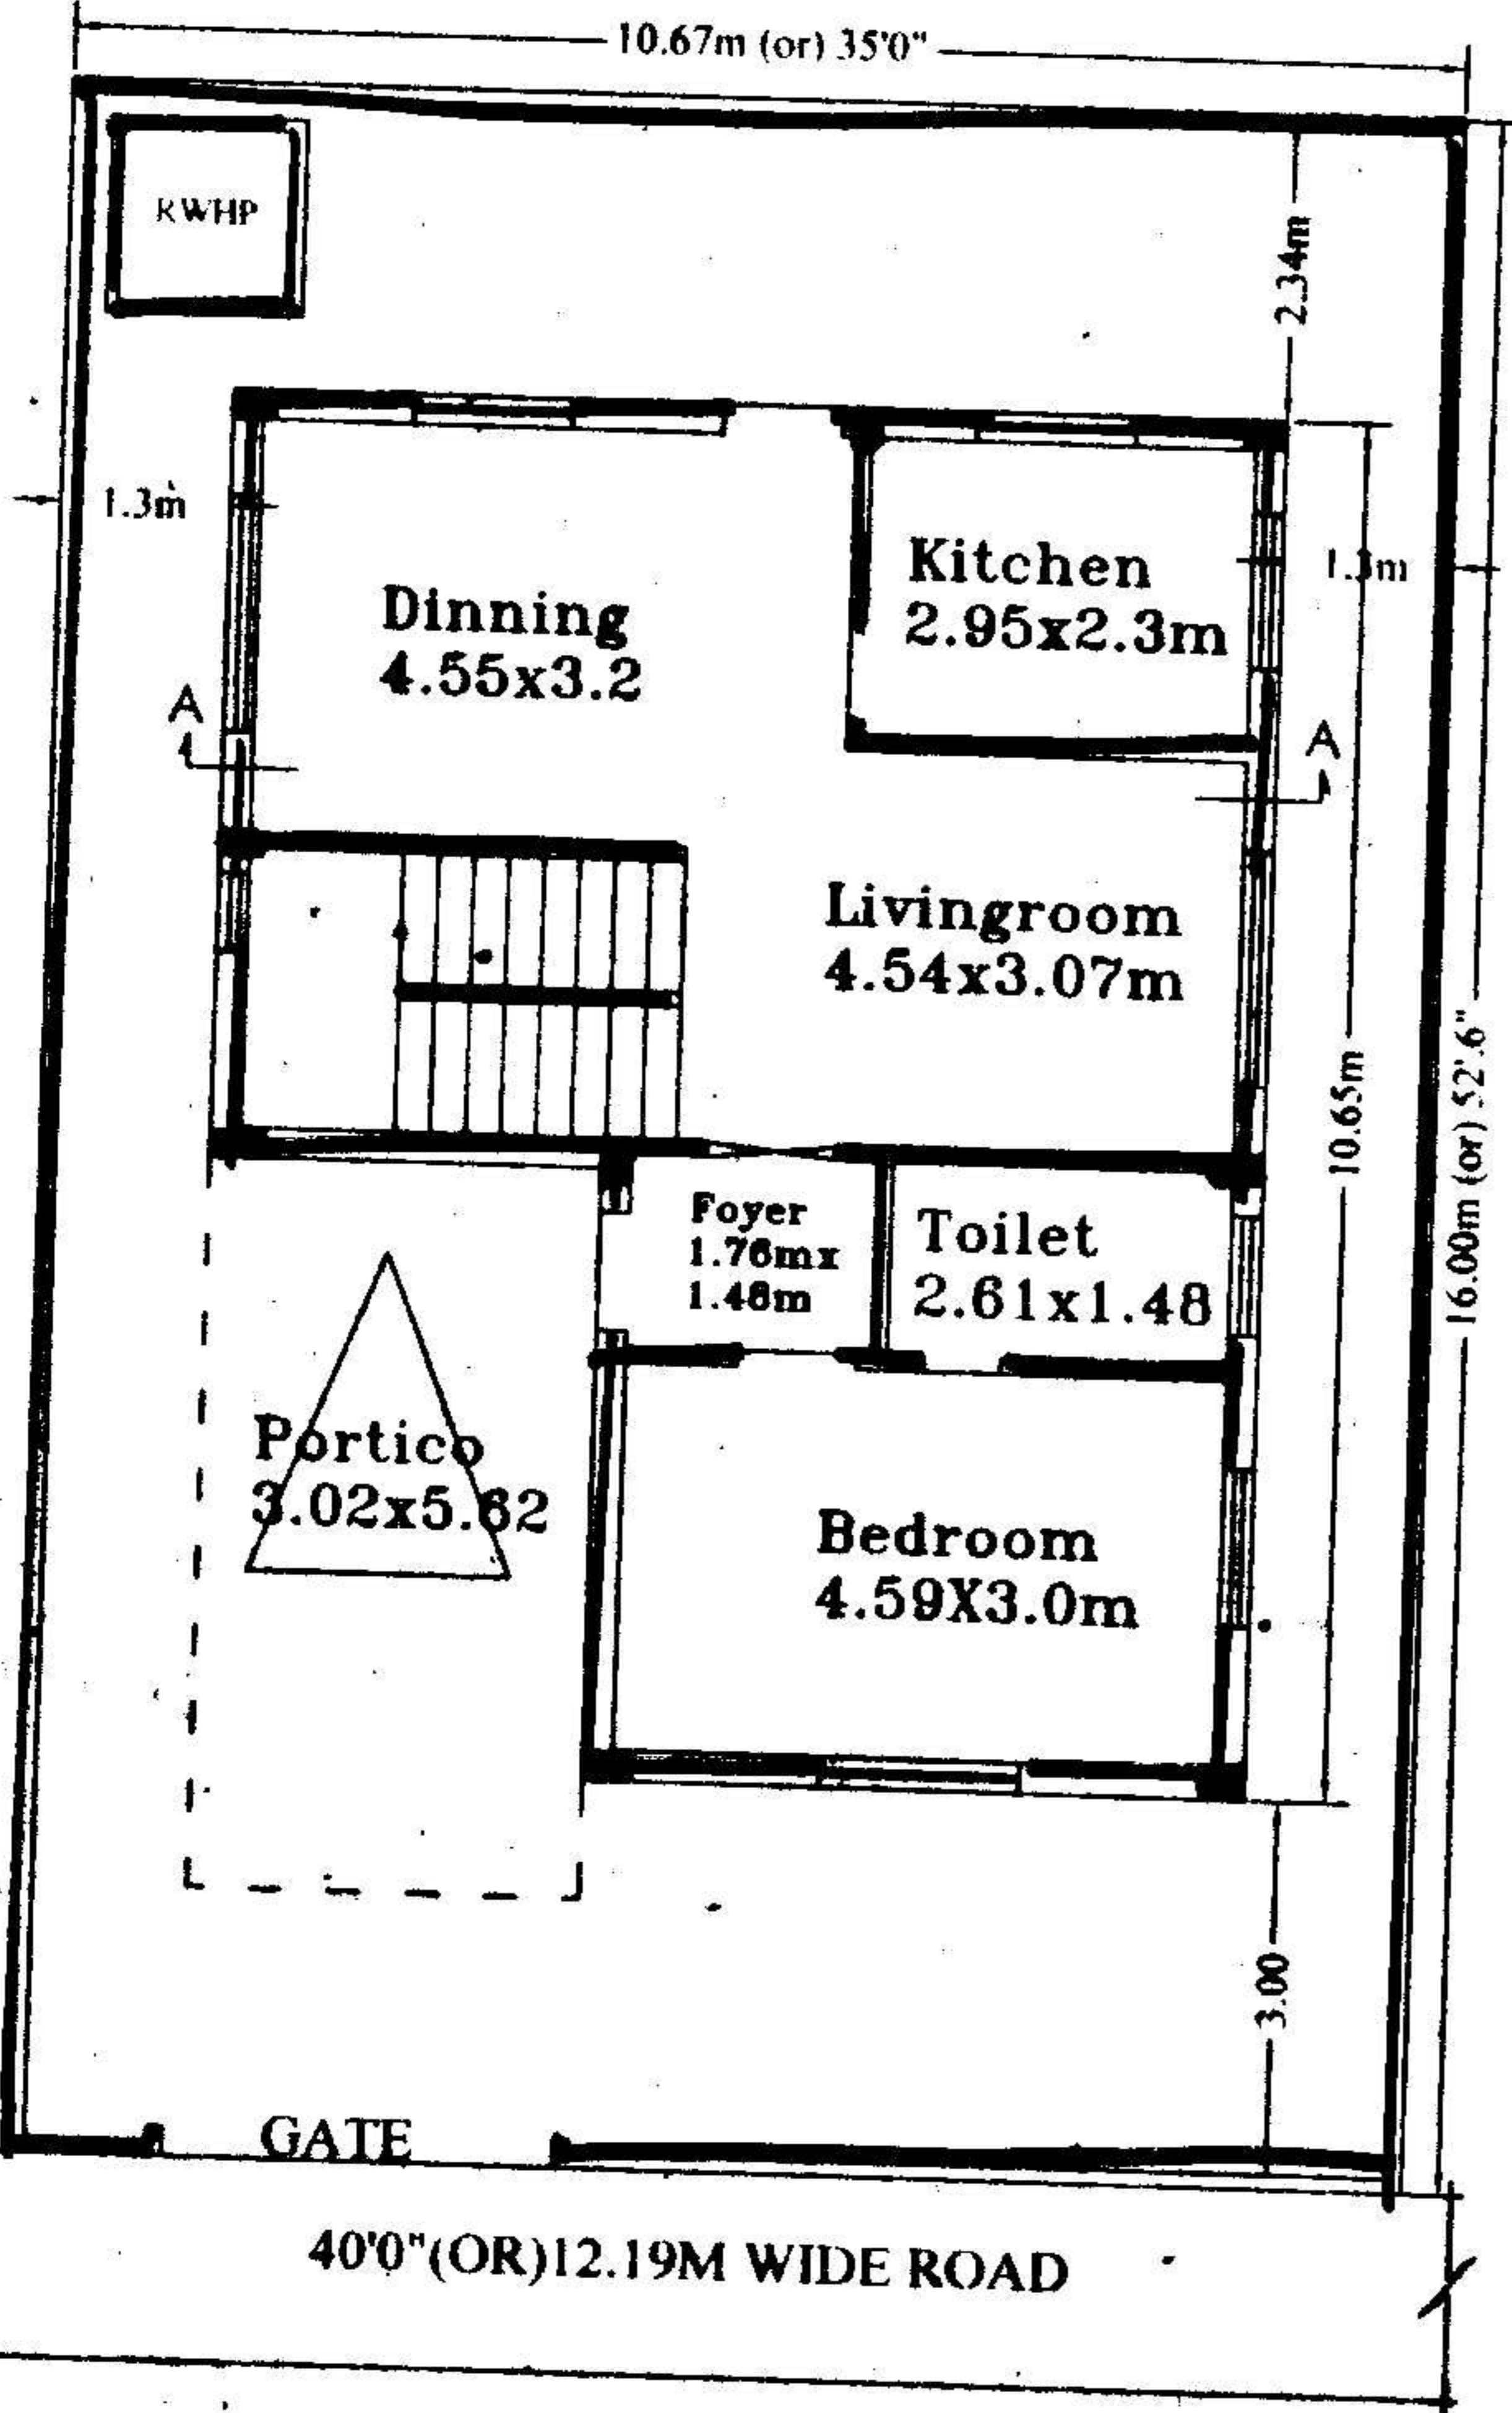 10.67m (or) 35'0"
RWHP
2.34m
1.3m
Kitchen
2.95x2.3m
Dinning
4.55x3.2
A
A
Livingroom
4.54x3.07m
10.65m
16.00m (or) 52'.6"
Foyer
1.76mx
1.48m
Toilet
2.61x1.48
Portico
3.02x5.62
Bedroom
4.59X3.0m
3.00
GATE
40'0"(OR)12.19M WIDE ROAD